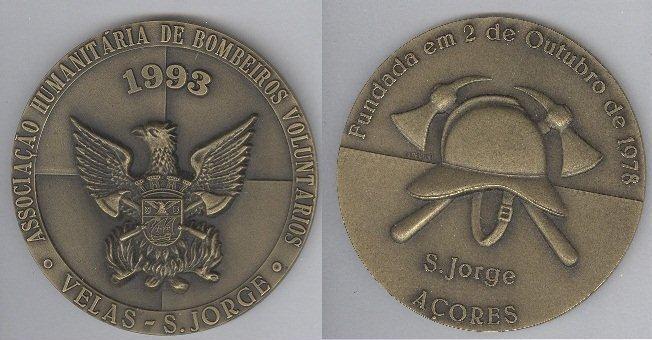 ASSOCIAÇÃO HUMANITÁRIA DE BOMBEIROS VOLUNTÁRIOS
1993
VELAS - S. JORGE
Fundada em 2 de Outubro de 1978
S. Jorge
AÇORES